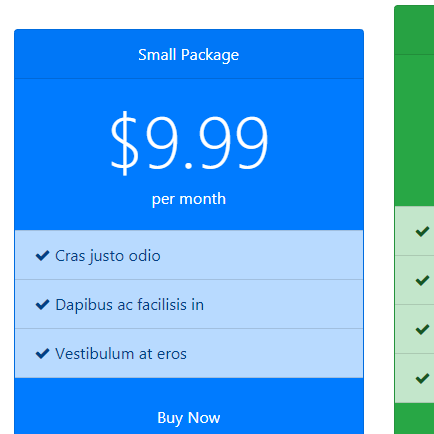 Small Package
$9.99
per month
Cras justo odio
Dapibus ac facilisis in
Vestibulum at eros
Buy Now